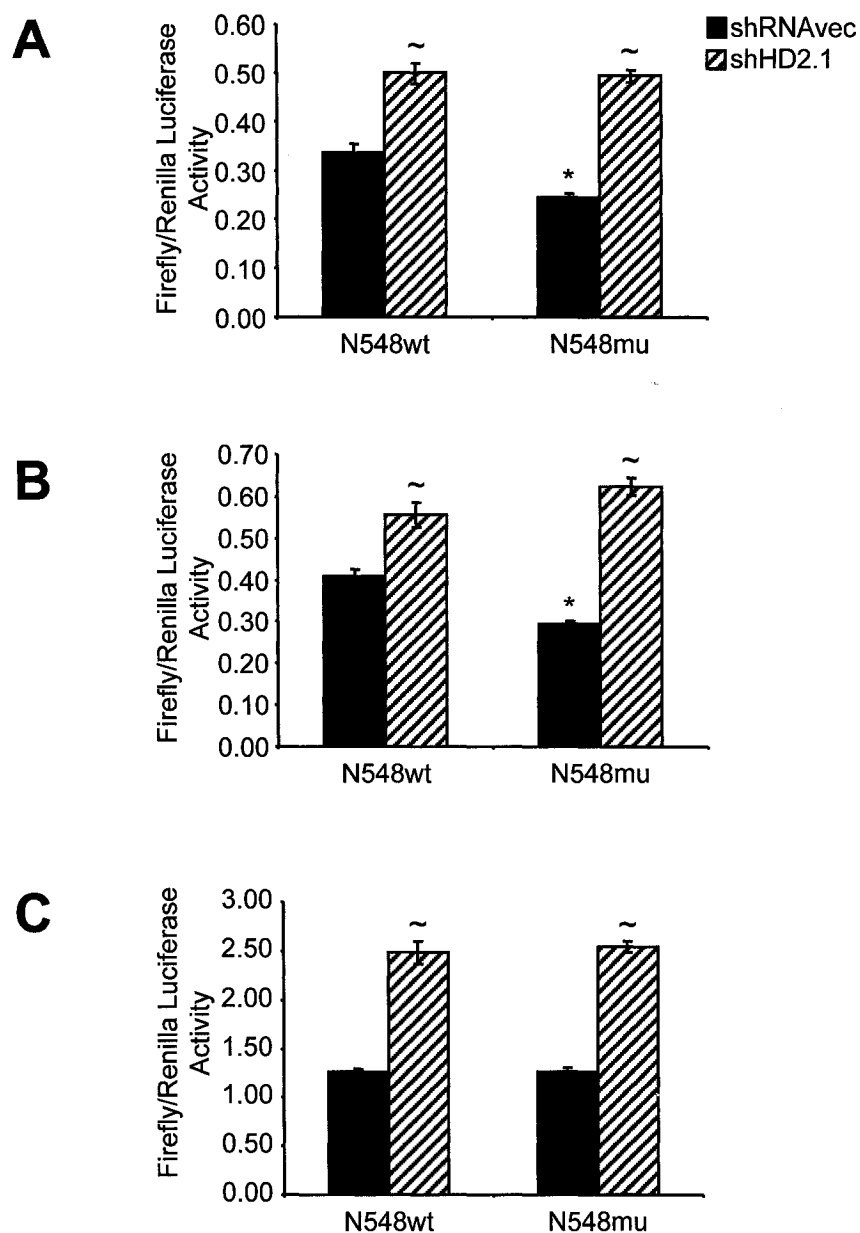 A
shRNAvec
shHD2.1
Firefly/Renilla Luciferase
Activity
0.60
0.50
0.40
0.30
0.20
0.10
0.00
~
*
~
N548wt
N548mu
B
Firefly/Renilla Luciferase
Activity
0.70
0.60
0.50
0.40
0.30
0.20
0.10
0.00
~
*
~
N548wt
N548mu
C
Firefly/Renilla Luciferase
Activity
3.00
2.50
2.00
1.50
1.00
0.50
0.00
~
~
N548wt
N548mu